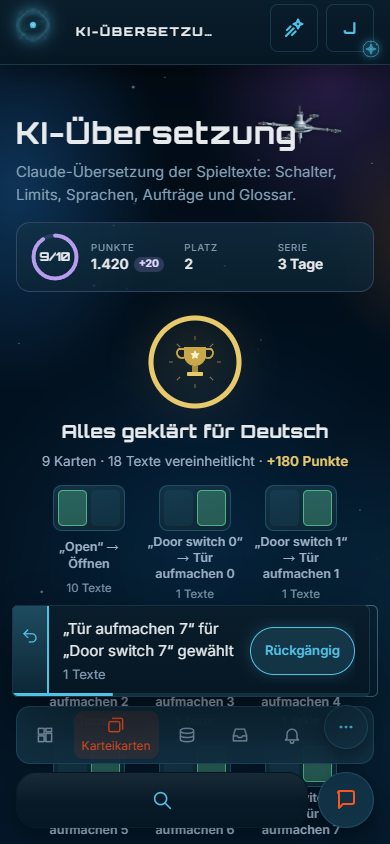 KI-ÜBERSETZU…
KI-Übersetzung
Claude-Übersetzung der Spieltexte: Schalter,
Limits, Sprachen, Aufträge und Glossar.
9/10
PUNKTE
1.420 +20
PLATZ
2
SERIE
3 Tage
Alles geklärt für Deutsch
9 Karten · 18 Texte vereinheitlicht · +180 Punkte
„Open“ →
Öffnen
10 Texte
„Door switch 0“
→ Tür
aufmachen 0
1 Texte
„Door switch 1“
→ Tür
aufmachen 1
1 Texte
„Tür aufmachen 7“ für
„Door switch 7“ gewählt
1 Texte
Rückgängig
aufmachen 2
aufmachen 3
aufmachen 4
Karteikarten
aufmachen 5
aufmachen 6
aufmachen 7